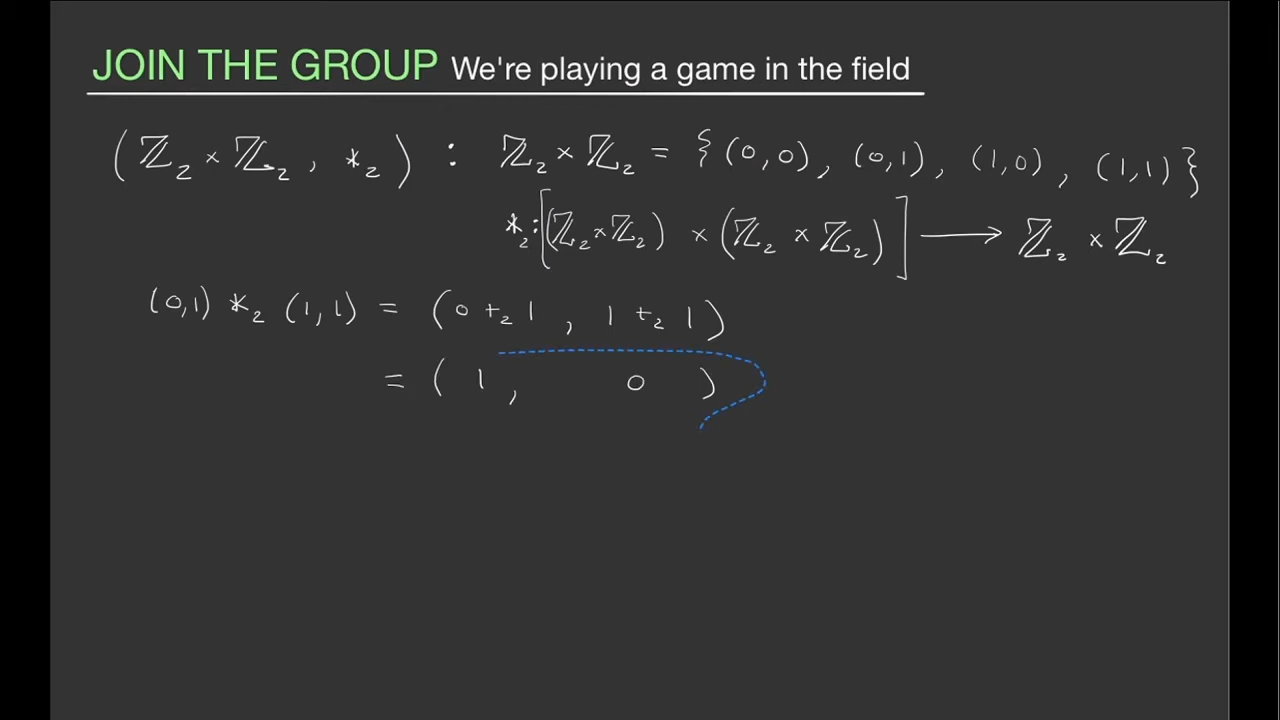 JOIN THE GROUP We're playing a game in the field
(ℤ₂ × ℤ₂ , *₂) : ℤ₂ × ℤ₂ = {(0,0), (0,1), (1,0), (1,1)}
*₂: [(ℤ₂ × ℤ₂) × (ℤ₂ × ℤ₂)] ⟶ ℤ₂ × ℤ₂
(0,1) *₂ (1,1) = (0 +₂ 1 , 1 +₂ 1)
= (1, 0)